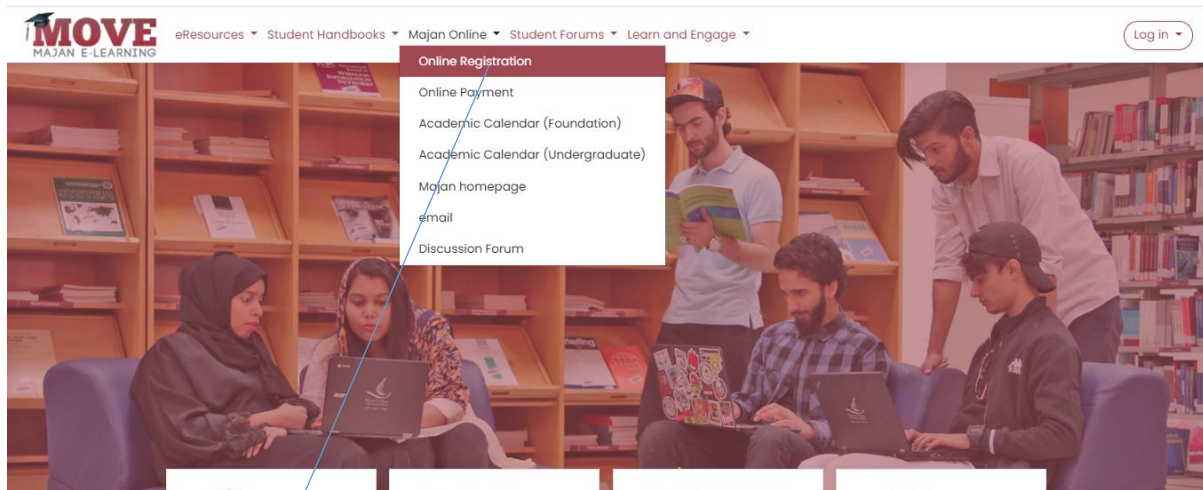 MOVE
MAJAN E-LEARNING
eResources Student Handbooks Majan Online Student Forums Learn and Engage Log in
Online Registration
Online Payment
Academic Calendar (Foundation)
Academic Calendar (Undergraduate)
Majan homepage
email
Discussion Forum